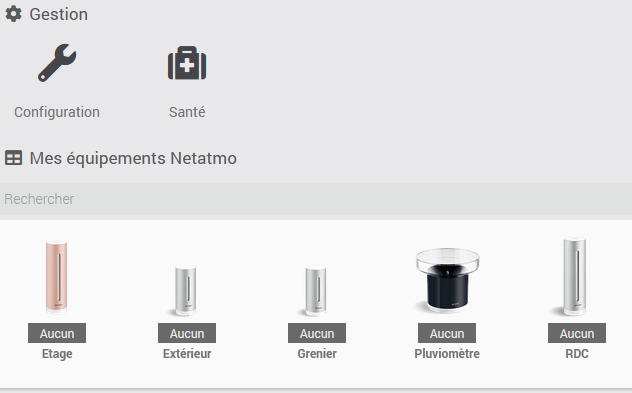 Gestion
Configuration Santé
Mes équipements Netatmo
Rechercher
Aucun Aucun Aucun Aucun Aucun
Etage Extérieur Grenier Pluviomètre RDC